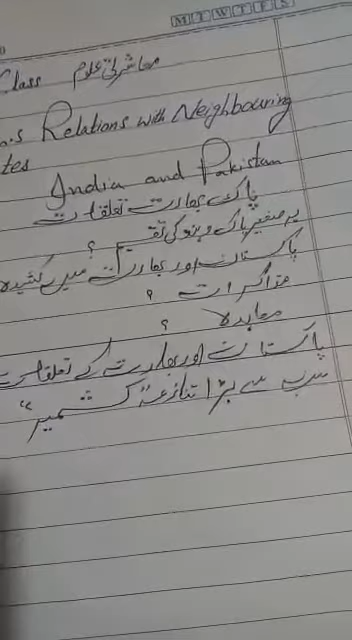 M T W T F S
Class معاشرتی علوم
.s Relations with Neighbouring
tes
India and Pakistan
پاک بھارت تعلقات
برصغیر پاک و ہند کی تقسیم ؟
پاکستان اور بھارت میں کشیدہ
مذاکرات ؟
معاہدہ ؟
پاکستان اور بھارت کے تعلقات
سب سے بڑا تنازعہ "کشمیر"